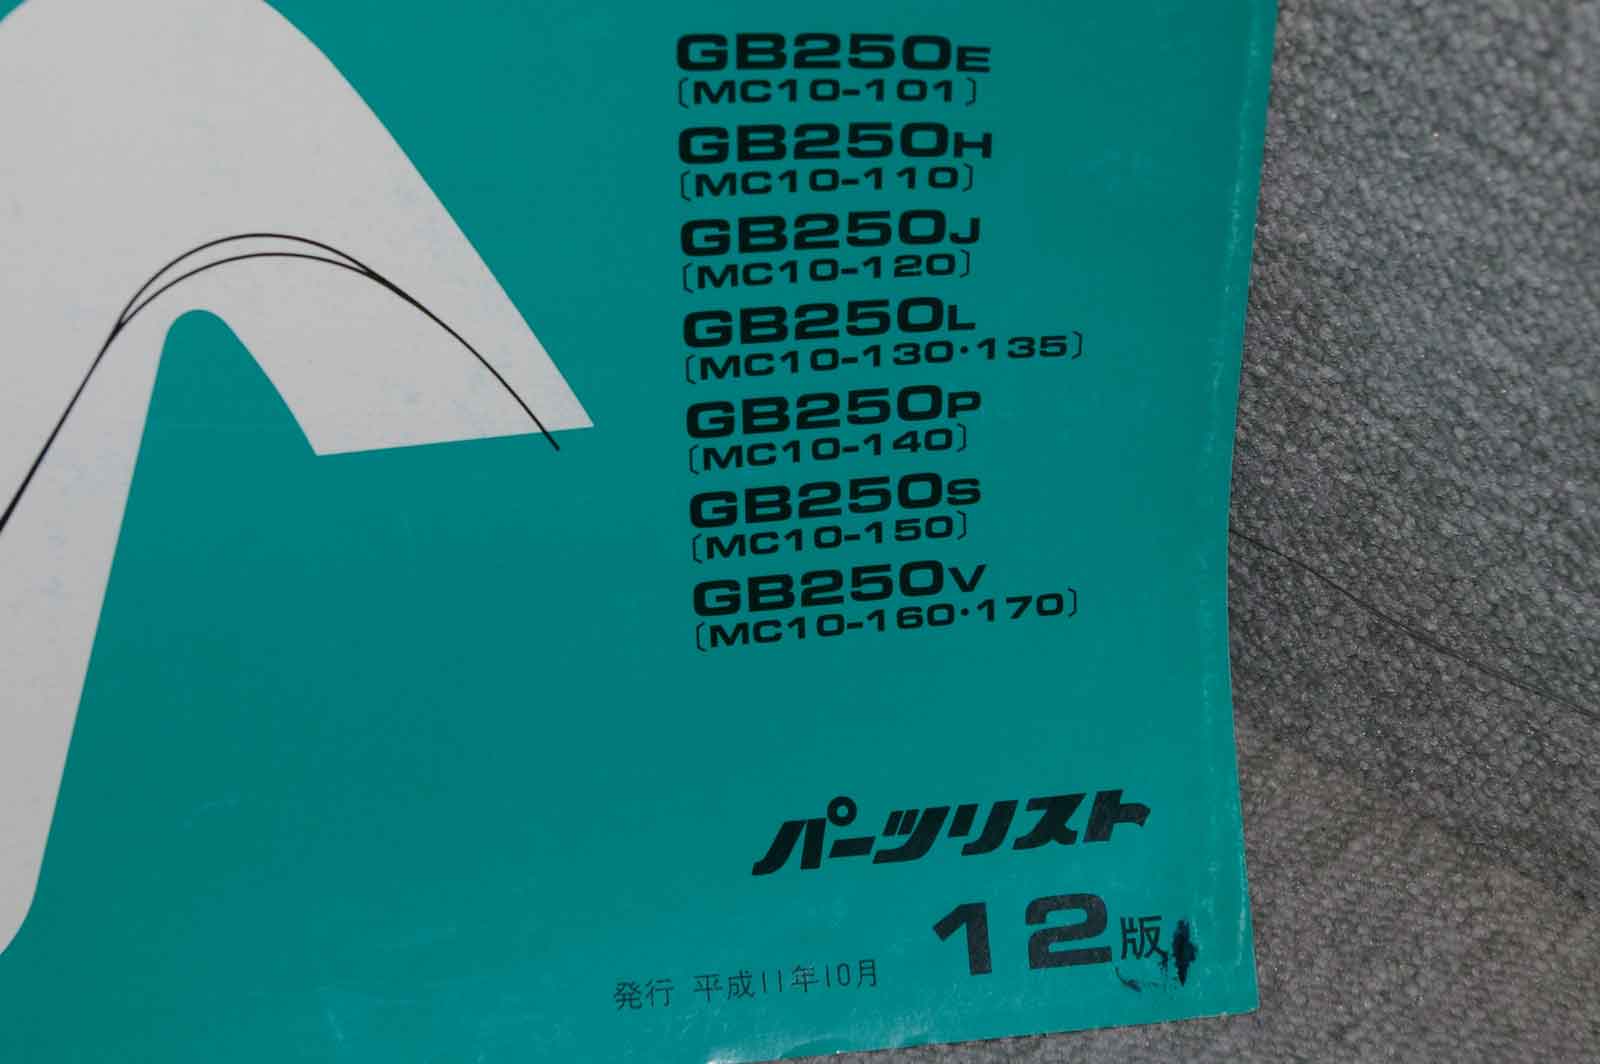 GB250E
〔MC10-101〕
GB250H
〔MC10-110〕
GB250J
〔MC10-120〕
GB250L
〔MC10-130・135〕
GB250P
〔MC10-140〕
GB250S
〔MC10-150〕
GB250V
〔MC10-160・170〕
パーツリスト
12版
発行 平成11年10月